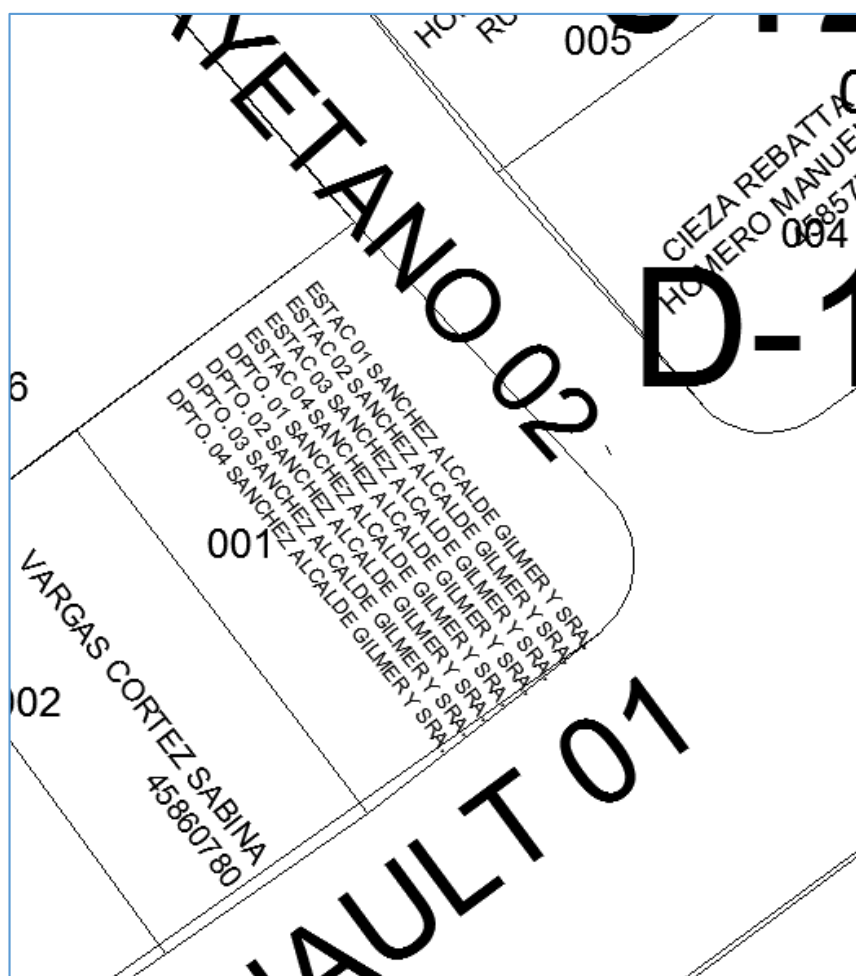 005
CIEZA REBATTA
HOMERO MANUEL
004
D-1
YETANO 02
ESTAC 01 SANCHEZ ALCALDE GILMER Y SRA.
ESTAC 02 SANCHEZ ALCALDE GILMER Y SRA.
ESTAC 03 SANCHEZ ALCALDE GILMER Y SRA.
ESTAC 04 SANCHEZ ALCALDE GILMER Y SRA.
DPTO. 01 SANCHEZ ALCALDE GILMER Y SRA.
DPTO. 02 SANCHEZ ALCALDE GILMER Y SRA.
DPTO. 03 SANCHEZ ALCALDE GILMER Y SRA.
DPTO. 04 SANCHEZ ALCALDE GILMER Y SRA.
6
001
VARGAS CORTEZ SABINA
45860780
02
AULT 01